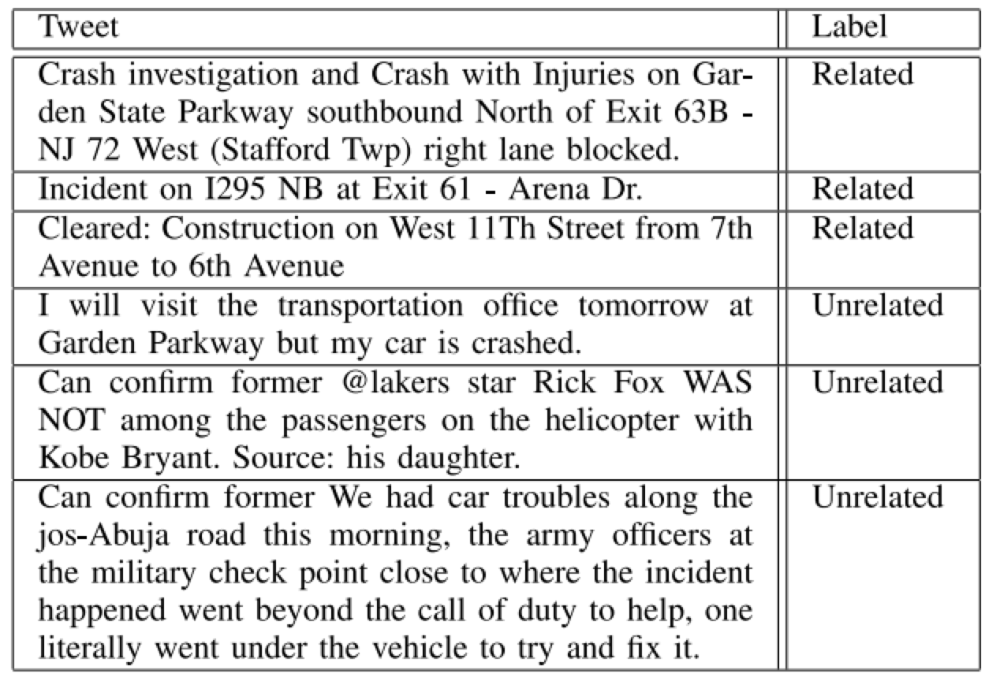 Tweet Label
Crash investigation and Crash with Injuries on Gar- Related
den State Parkway southbound North of Exit 63B -
NJ 72 West (Stafford Twp) right lane blocked.
Incident on I295 NB at Exit 61 - Arena Dr. Related
Cleared: Construction on West 11Th Street from 7th Related
Avenue to 6th Avenue
I will visit the transportation office tomorrow at Unrelated
Garden Parkway but my car is crashed.
Can confirm former @lakers star Rick Fox WAS Unrelated
NOT among the passengers on the helicopter with
Kobe Bryant. Source: his daughter.
Can confirm former We had car troubles along the Unrelated
jos-Abuja road this morning, the army officers at
the military check point close to where the incident
happened went beyond the call of duty to help, one
literally went under the vehicle to try and fix it.